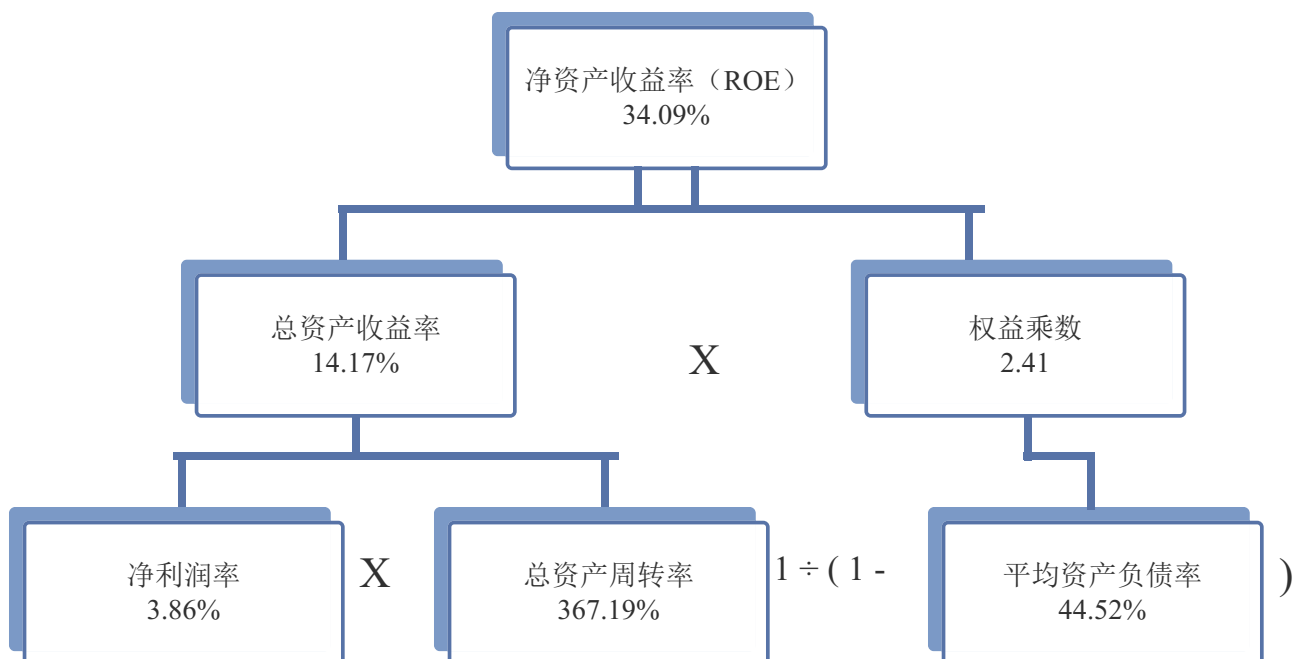 净资产收益率（ROE）
34.09%
总资产收益率
14.17%
X
权益乘数
2.41
净利润率
3.86%
X
总资产周转率
367.19%
1 ÷ ( 1 -
平均资产负债率
44.52%
)